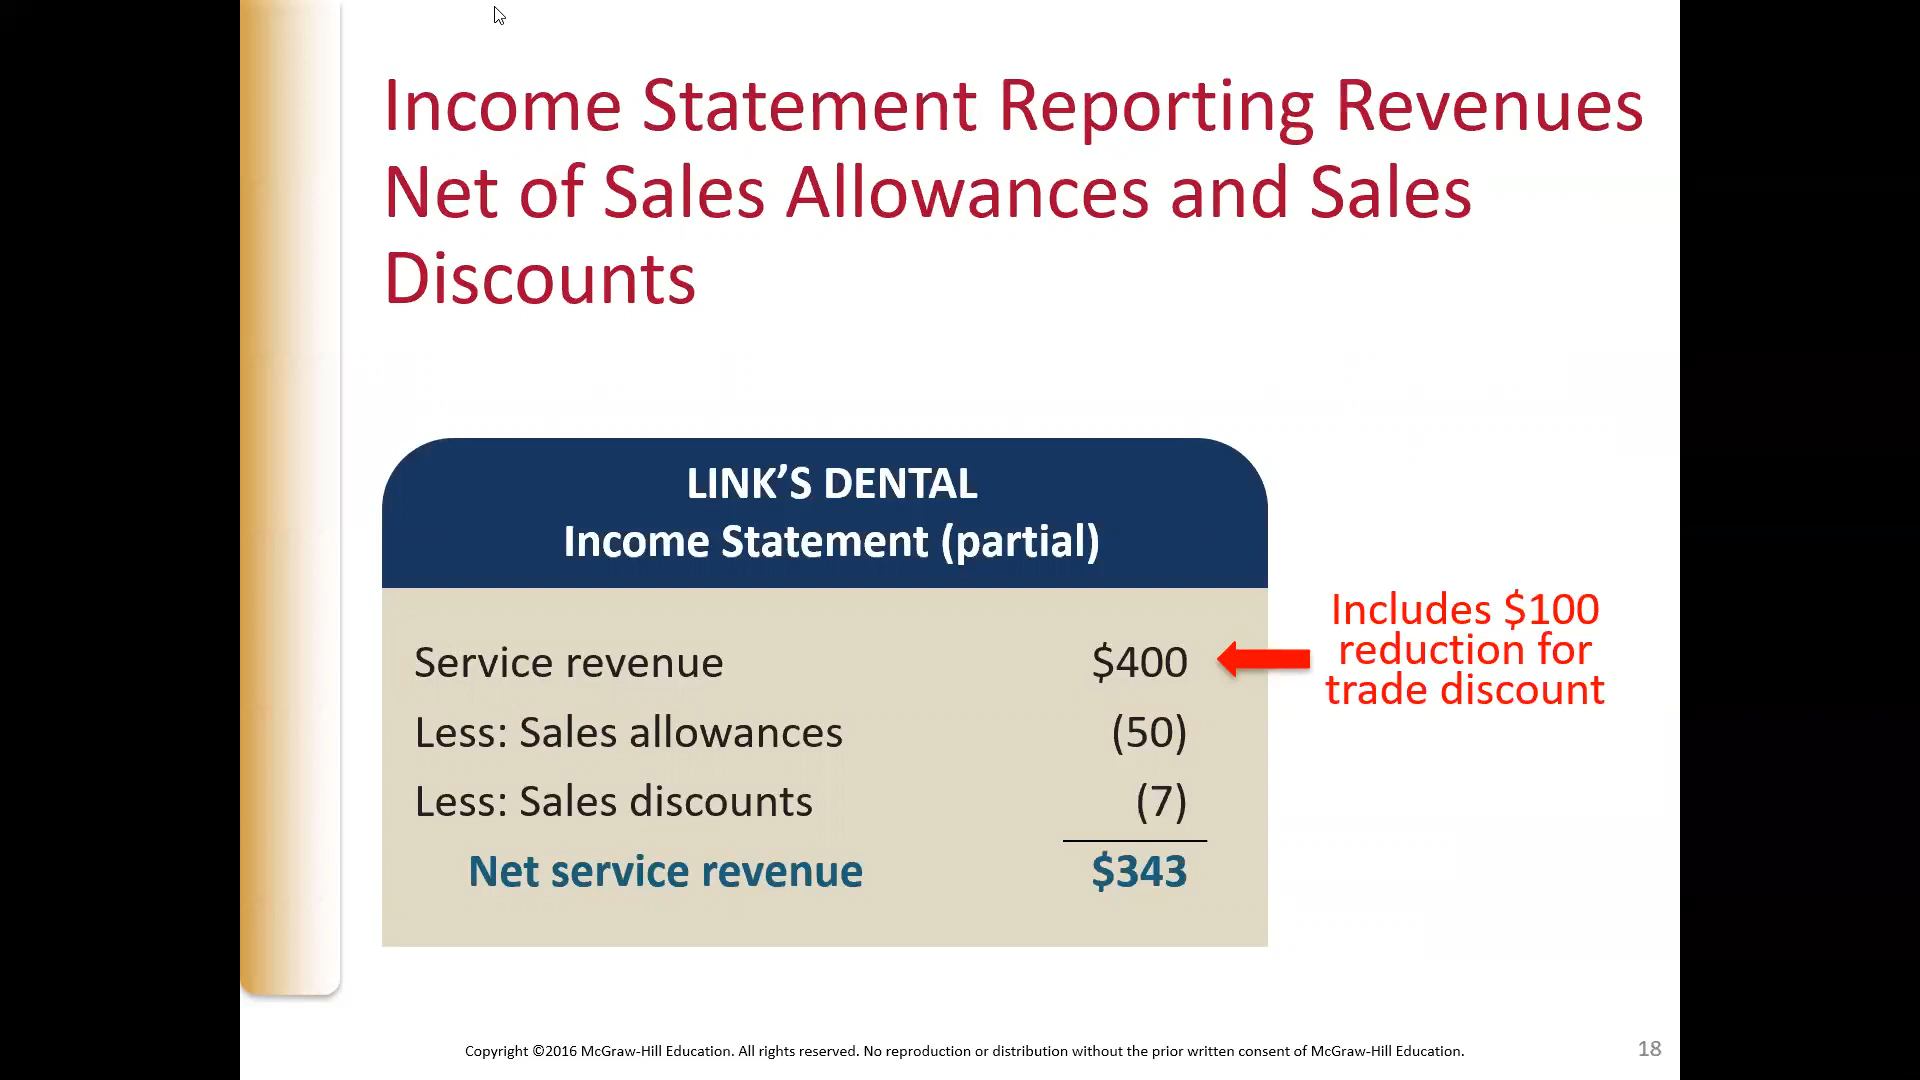 Income Statement Reporting Revenues
Net of Sales Allowances and Sales
Discounts
LINK’S DENTAL
Income Statement (partial)
Service revenue $400
Less: Sales allowances (50)
Less: Sales discounts (7)
Net service revenue $343
Includes $100
reduction for
trade discount
Copyright ©2016 McGraw-Hill Education. All rights reserved. No reproduction or distribution without the prior written consent of McGraw-Hill Education.
18